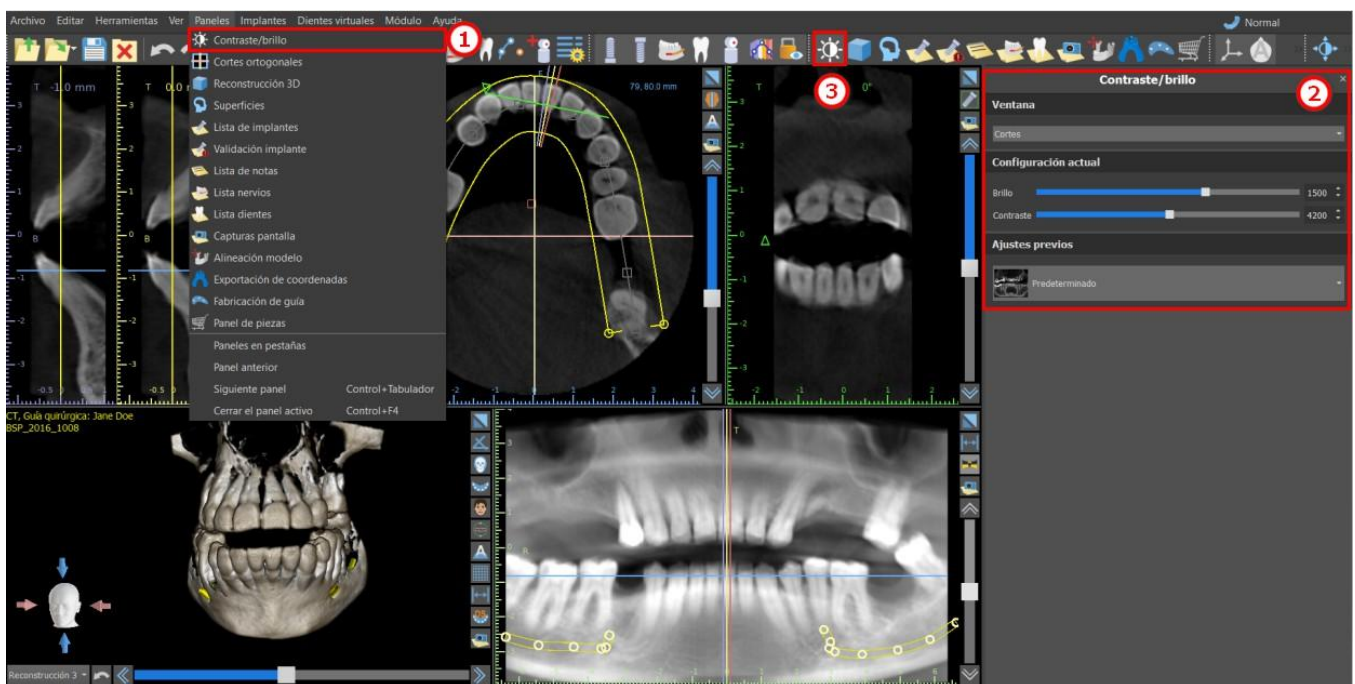 Archivo Editar Herramientas Ver Paneles Implantes Dientes virtuales Módulo Ayuda
Normal
1
Contraste/brillo
Cortes ortogonales
Reconstrucción 3D
Superficies
Lista de implantes
Validación implante
Lista de notas
Lista nervios
Lista dientes
Capturas pantalla
Alineación modelo
Exportación de coordenadas
Fabricación de guía
Panel de piezas
Paneles en pestañas
Panel anterior
Siguiente panel Control+Tabulador
Cerrar el panel activo Control+F4
3
T -1.0 mm
T 0.0
79, 80.0 mm
T 0°
B
B
Contraste/brillo
2
Ventana
Cortes
Configuración actual
Brillo 1500
Contraste 4200
Ajustes previos
Predeterminado
CT, Guía quirúrgica: Jane Doe
BSP_2016_1008
T
R
Reconstrucción 3